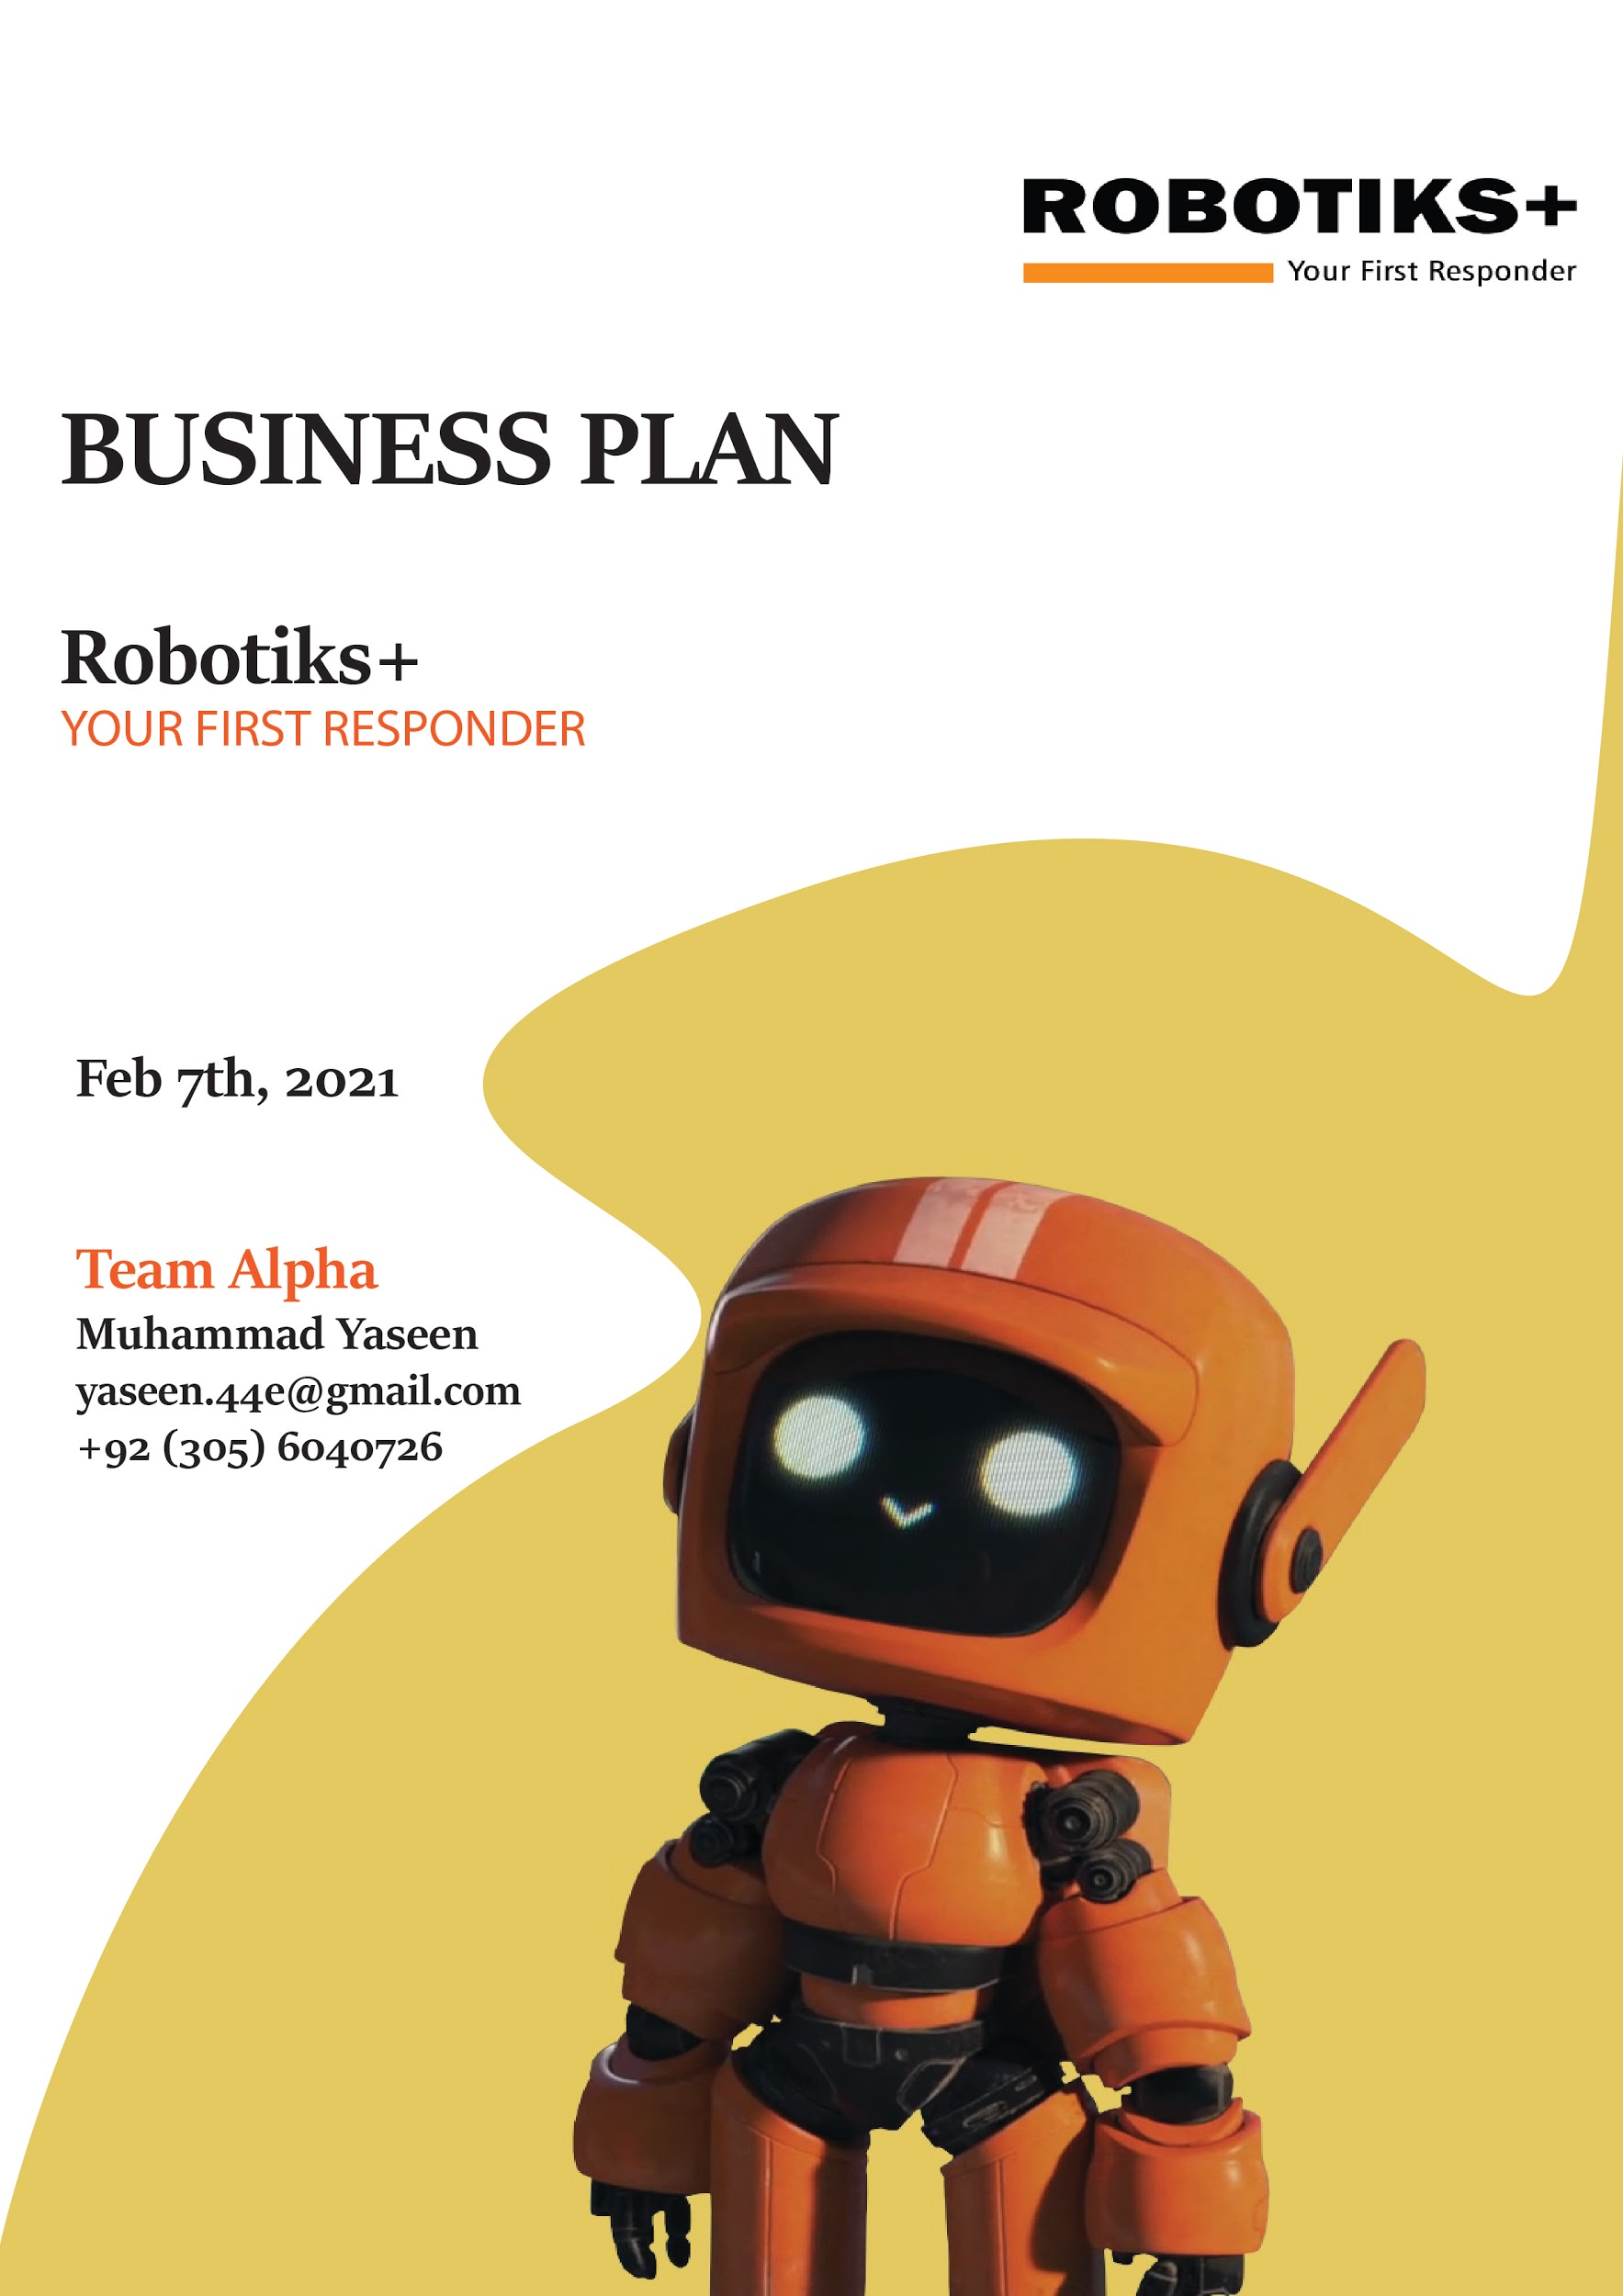 ROBOTIKS+
Your First Responder
BUSINESS PLAN
Robotiks+
YOUR FIRST RESPONDER
Feb 7th, 2021
Team Alpha
Muhammad Yaseen
yaseen.44e@gmail.com
+92 (305) 6040726